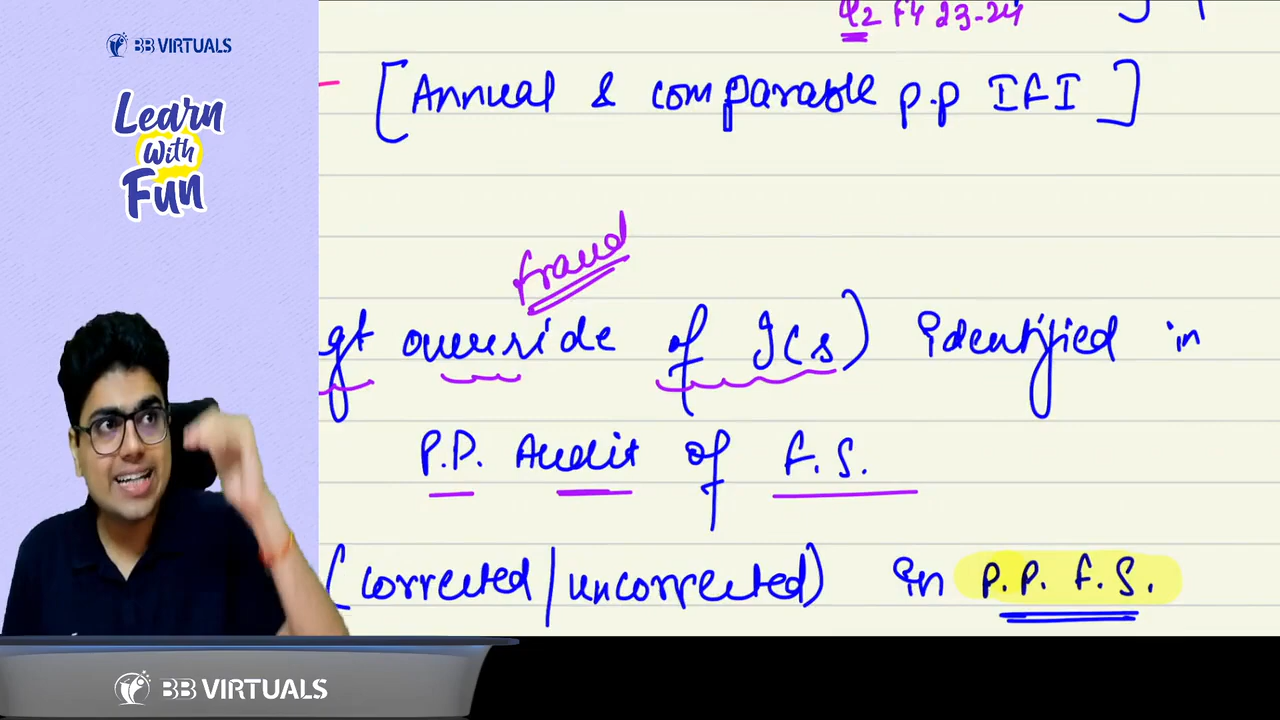 BB VIRTUALS
Learn
With
Fun
Q2 FY 23-24
[Annual & comparable P.P IFI]
fraud
gt override of ICs) identified in
P.P. Audit of F.S.
(corrected/uncorrected) in P.P. F.S.
BB VIRTUALS